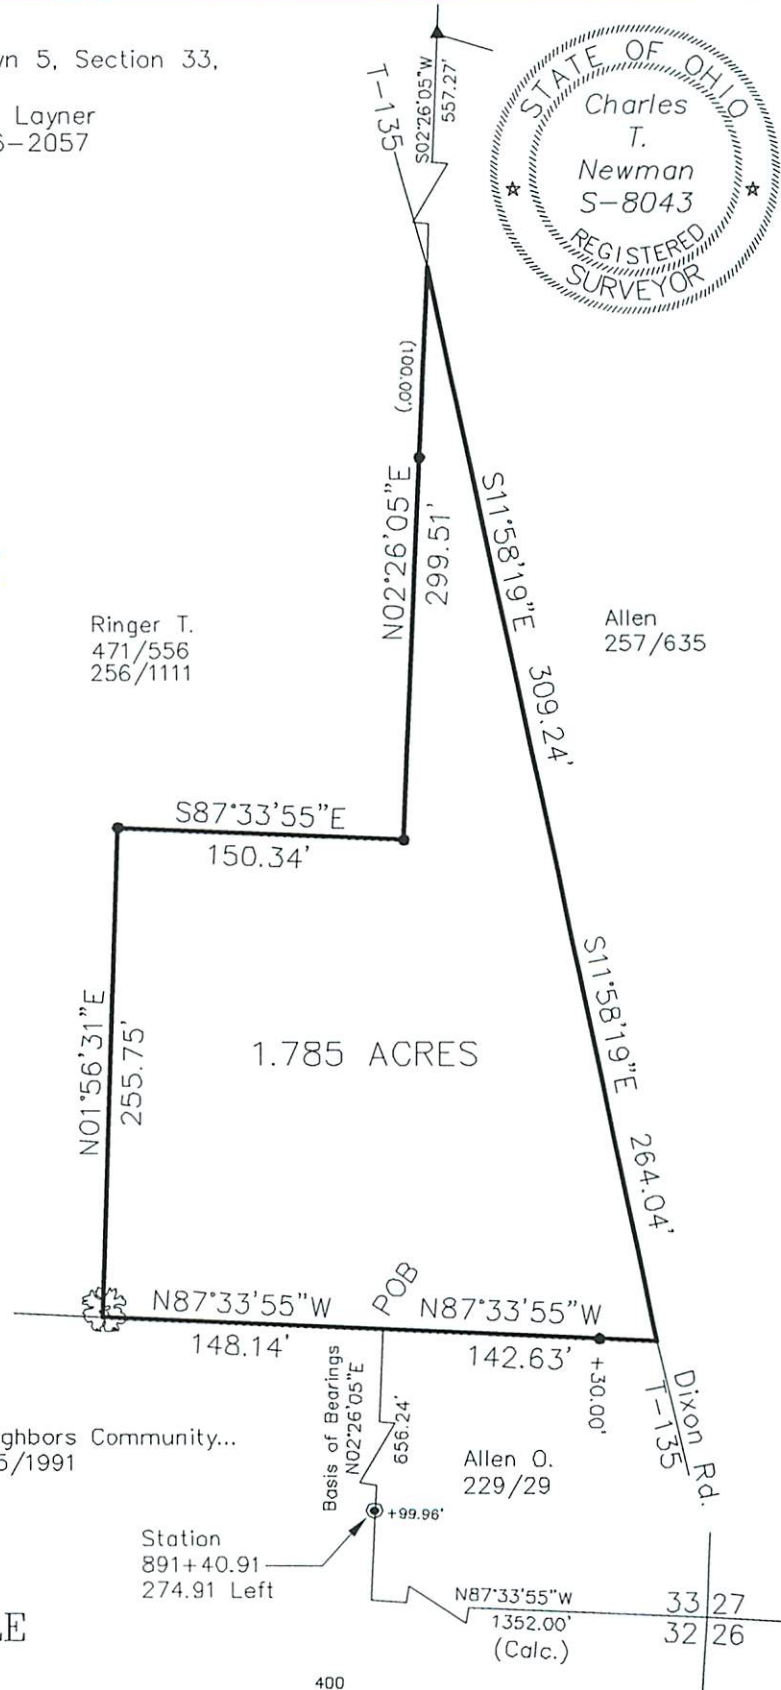 5, Section 33,
Layner
-2057
STATE OF OHIO
Charles
T.
Newman
S-8043
REGISTERED
SURVEYOR
T-135
S02°26'05"W
557.27'
(100.00')
N02°26'05"E
299.51'
S11°58'19"E 309.24'
Ringer T.
471/556
256/1111
Allen
257/635
S87°33'55"E
150.34'
S11°58'19"E 264.04'
N01°56'31"E
255.75'
1.785 ACRES
N87°33'55"W
148.14'
POB
N87°33'55"W
142.63'
+30.00'
Dixon Rd.
T-135
Basis of Bearings
N02°26'05"E
656.24'
Community...
/1991
Allen O.
229/29
+99.96'
Station
891+40.91
274.91 Left
N87°33'55"W
1352.00'
(Calc.)
33 27
32 26
400